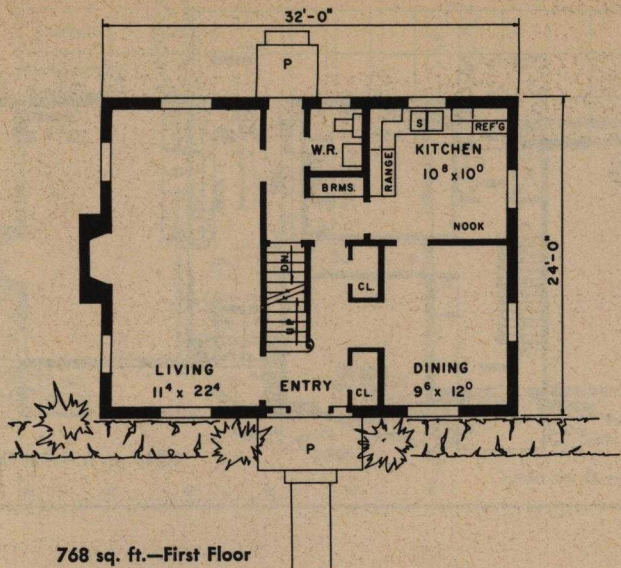 32'-0"
P
W.R.
S
REF'G
KITCHEN
10⁸ x 10⁰
RANGE
BRMS.
NOOK
24'-0"
DN.
CL.
UP
LIVING
11⁴ x 22⁴
ENTRY
CL.
DINING
9⁶ x 12⁰
P
768 sq. ft.—First Floor